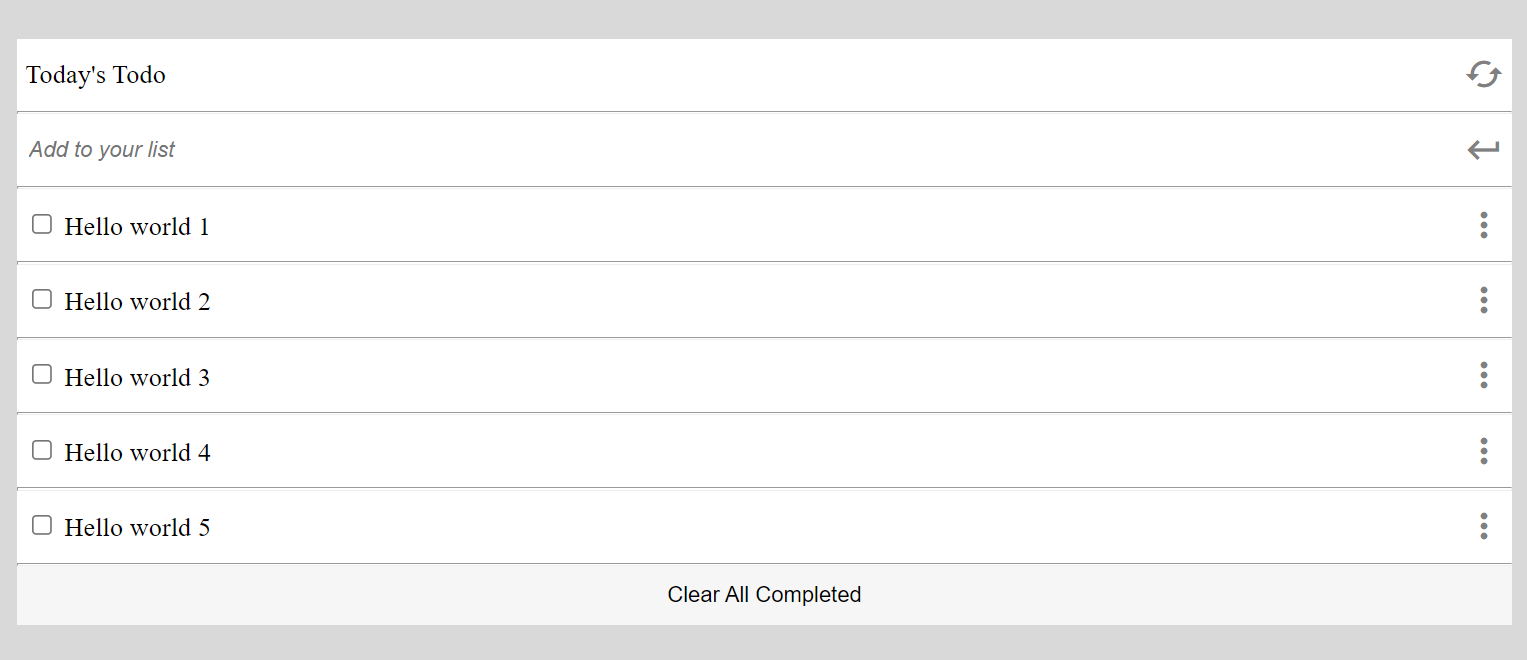 Today's Todo
Add to your list
Hello world 1
Hello world 2
Hello world 3
Hello world 4
Hello world 5
Clear All Completed